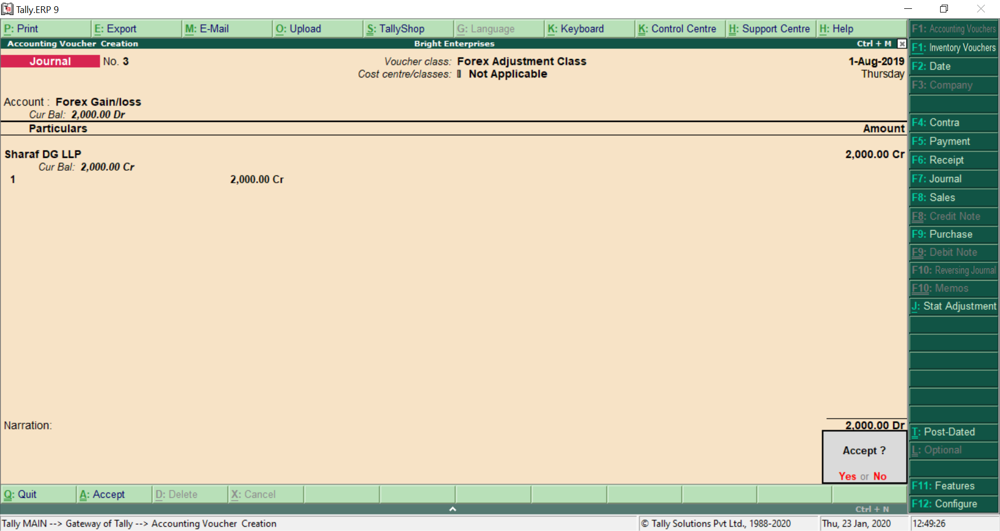 Tally.ERP 9
P: Print E: Export M: E-Mail O: Upload S: TallyShop G: Language K: Keyboard K: Control Centre H: Support Centre H: Help
Accounting Voucher Creation Bright Enterprises Ctrl + M
Journal No. 3 Voucher class: Forex Adjustment Class 1-Aug-2019
Cost centre/classes: Not Applicable Thursday
Account : Forex Gain/loss
Cur Bal: 2,000.00 Dr
Particulars Amount
Sharaf DG LLP 2,000.00 Cr
Cur Bal: 2,000.00 Cr
1 2,000.00 Cr
Narration: 2,000.00 Dr
Accept ?
Yes or No
Q: Quit A: Accept D: Delete X: Cancel
Ctrl + N
F1: Accounting Vouchers
F1: Inventory Vouchers
F2: Date
F3: Company
F4: Contra
F5: Payment
F6: Receipt
F7: Journal
F8: Sales
F8: Credit Note
F9: Purchase
F9: Debit Note
F10: Reversing Journal
F10: Memos
J: Stat Adjustment
T: Post-Dated
L: Optional
F11: Features
F12: Configure
Tally MAIN --> Gateway of Tally --> Accounting Voucher Creation © Tally Solutions Pvt Ltd., 1988-2020 Thu, 23 Jan, 2020 12:49:26